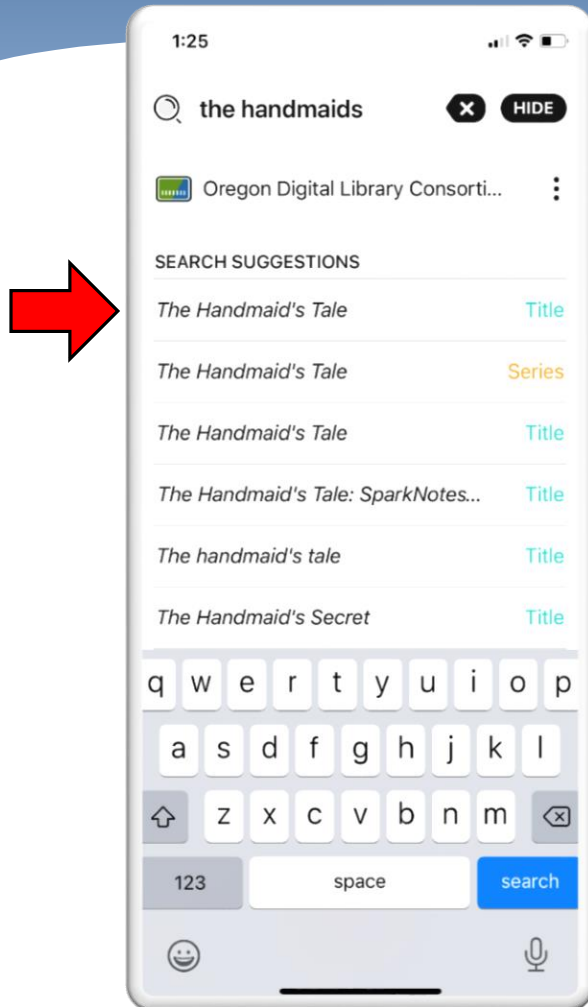 1:25
the handmaids HIDE
Oregon Digital Library Consorti...
SEARCH SUGGESTIONS
The Handmaid's Tale Title
The Handmaid's Tale Series
The Handmaid's Tale Title
The Handmaid's Tale: SparkNotes... Title
The handmaid's tale Title
The Handmaid's Secret Title
q w e r t y u i o p
a s d f g h j k l
z x c v b n m
123 space search